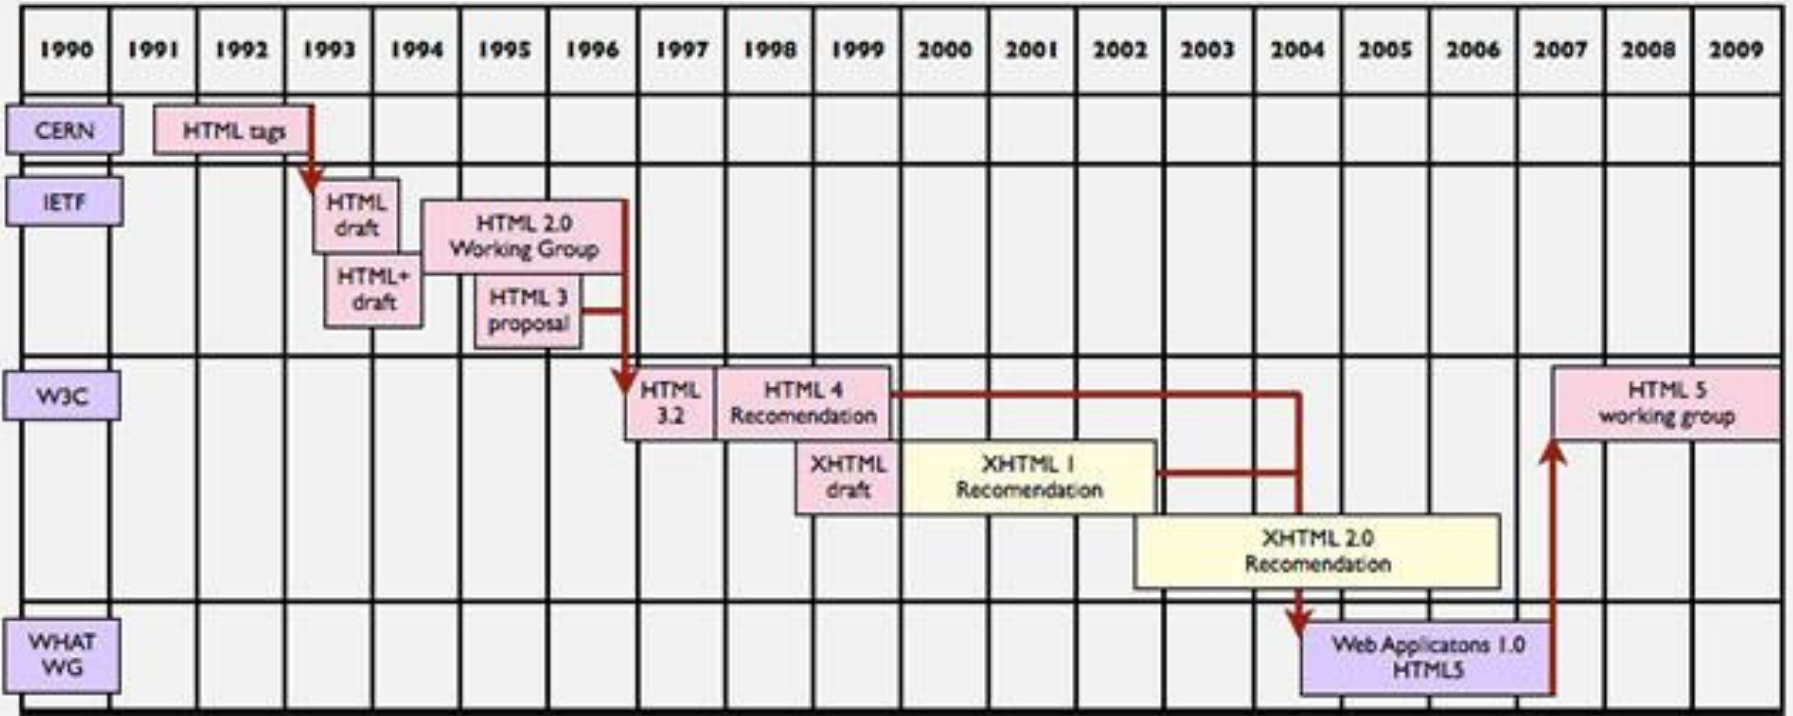 1990 1991 1992 1993 1994 1995 1996 1997 1998 1999 2000 2001 2002 2003 2004 2005 2006 2007 2008 2009
CERN
HTML tags
IETF
HTML
draft
HTML 2.0
Working Group
HTML+
draft
HTML 3
proposal
W3C
HTML
3.2
HTML 4
Recomendation
HTML 5
working group
XHTML
draft
XHTML 1
Recomendation
XHTML 2.0
Recomendation
WHAT
WG
Web Applicatons 1.0
HTML5